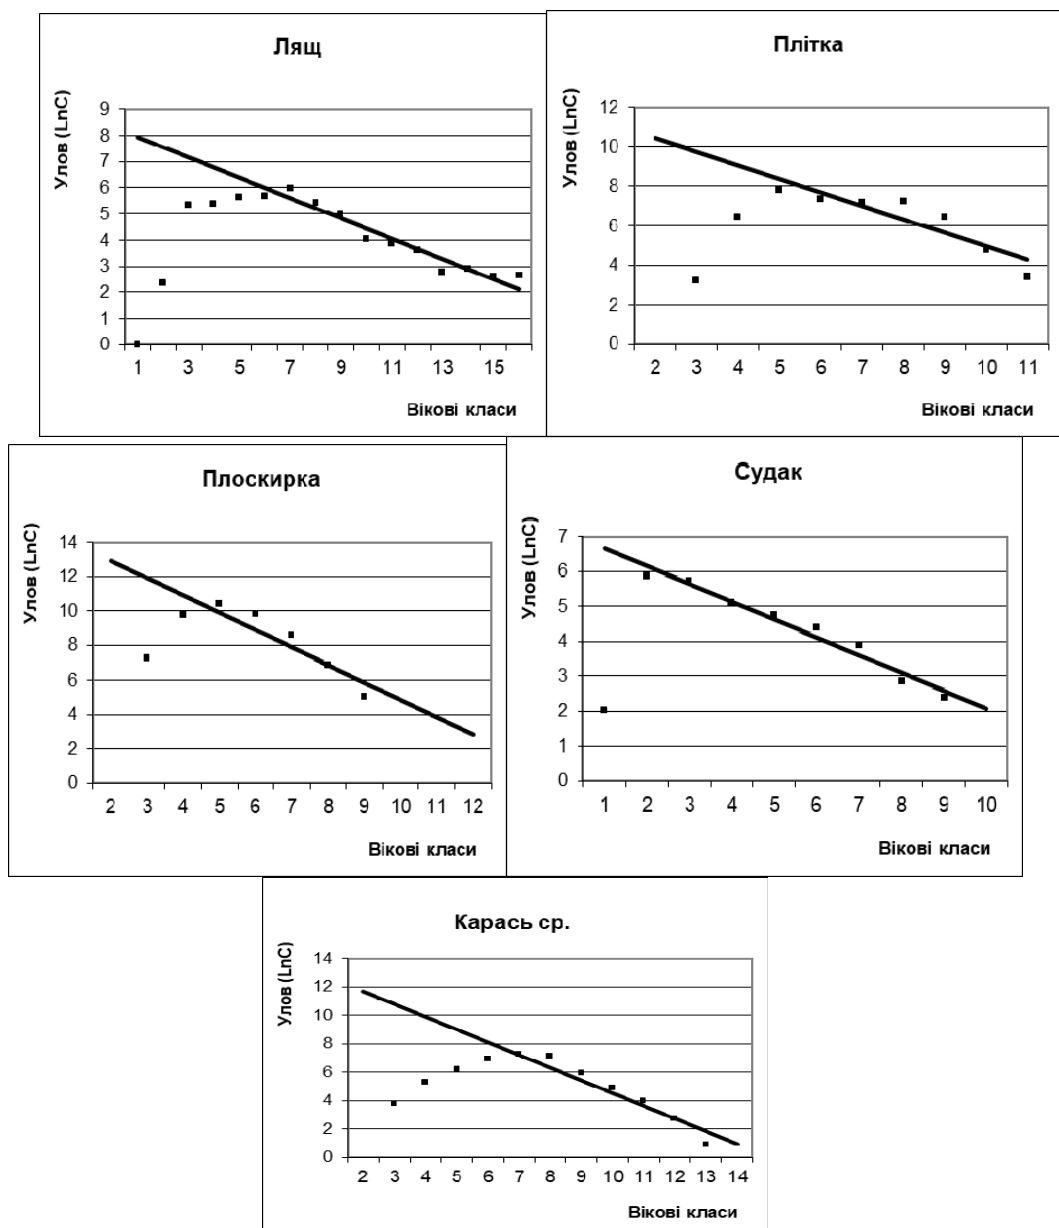 Лящ
Улов (LnC)
9
8
7
6
5
4
3
2
1
0
1 3 5 7 9 11 13 15
Вікові класи
Плітка
Улов (LnC)
12
10
8
6
4
2
0
2 3 4 5 6 7 8 9 10 11
Вікові класи
Плоскирка
Улов (LnC)
14
12
10
8
6
4
2
0
2 3 4 5 6 7 8 9 10 11 12
Вікові класи
Судак
Улов (LnC)
7
6
5
4
3
2
1
0
1 2 3 4 5 6 7 8 9 10
Вікові класи
Карась ср.
Улов (LnC)
14
12
10
8
6
4
2
0
2 3 4 5 6 7 8 9 10 11 12 13 14
Вікові класи